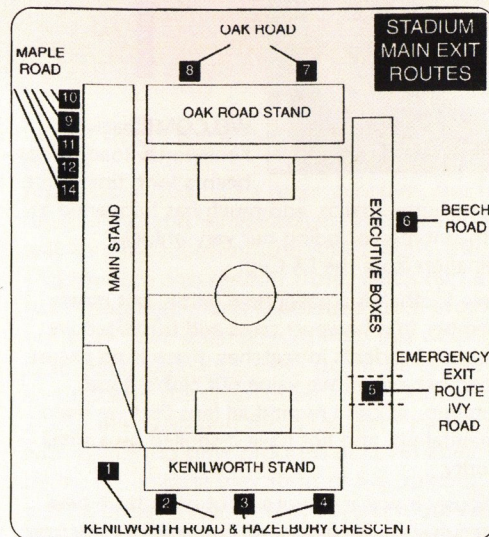 OAK ROAD
STADIUM
MAIN EXIT
ROUTES
MAPLE
ROAD
8
7
10
9
11
12
14
OAK ROAD STAND
MAIN STAND
EXECUTIVE BOXES
6
BEECH
ROAD
EMERGENCY
EXIT
ROUTE
IVY
ROAD
5
KENILWORTH STAND
1
2
3
4
KENILWORTH ROAD & HAZELBURY CRESCENT